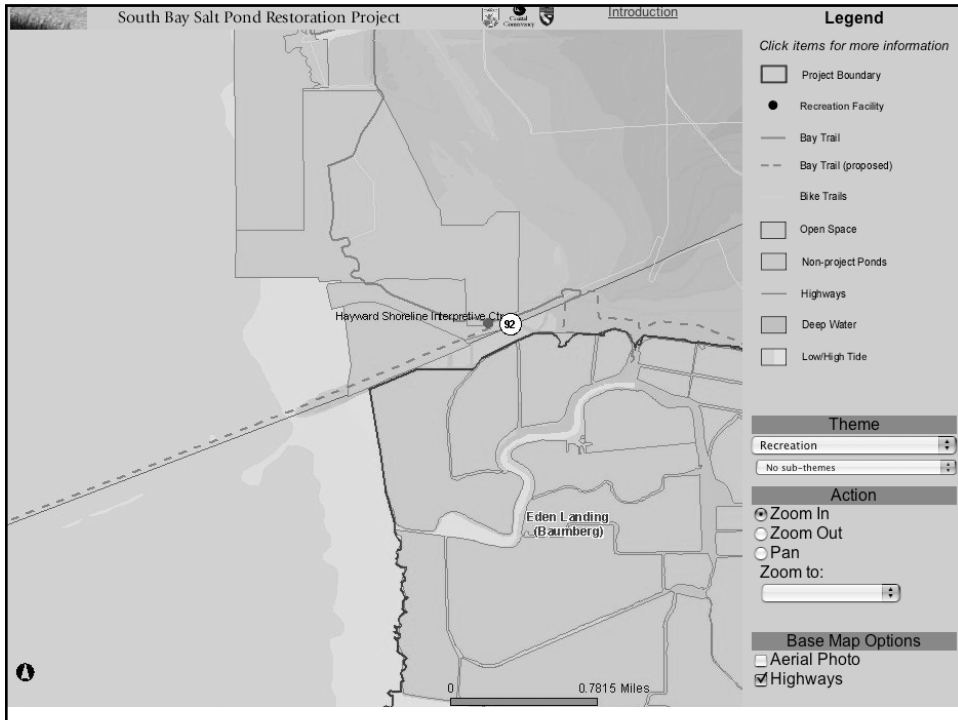 South Bay Salt Pond Restoration Project
Coastal
Conservancy
Introduction
Legend
Click items for more information
Project Boundary
Recreation Facility
Bay Trail
Bay Trail (proposed)
Bike Trails
Open Space
Non-project Ponds
Highways
Deep Water
Low/High Tide
Hayward Shoreline Interpretive Ctr
92
Eden Landing
(Baumberg)
0
0.7815 Miles
Theme
Recreation
No sub-themes
Action
Zoom In
Zoom Out
Pan
Zoom to:
Base Map Options
Aerial Photo
Highways